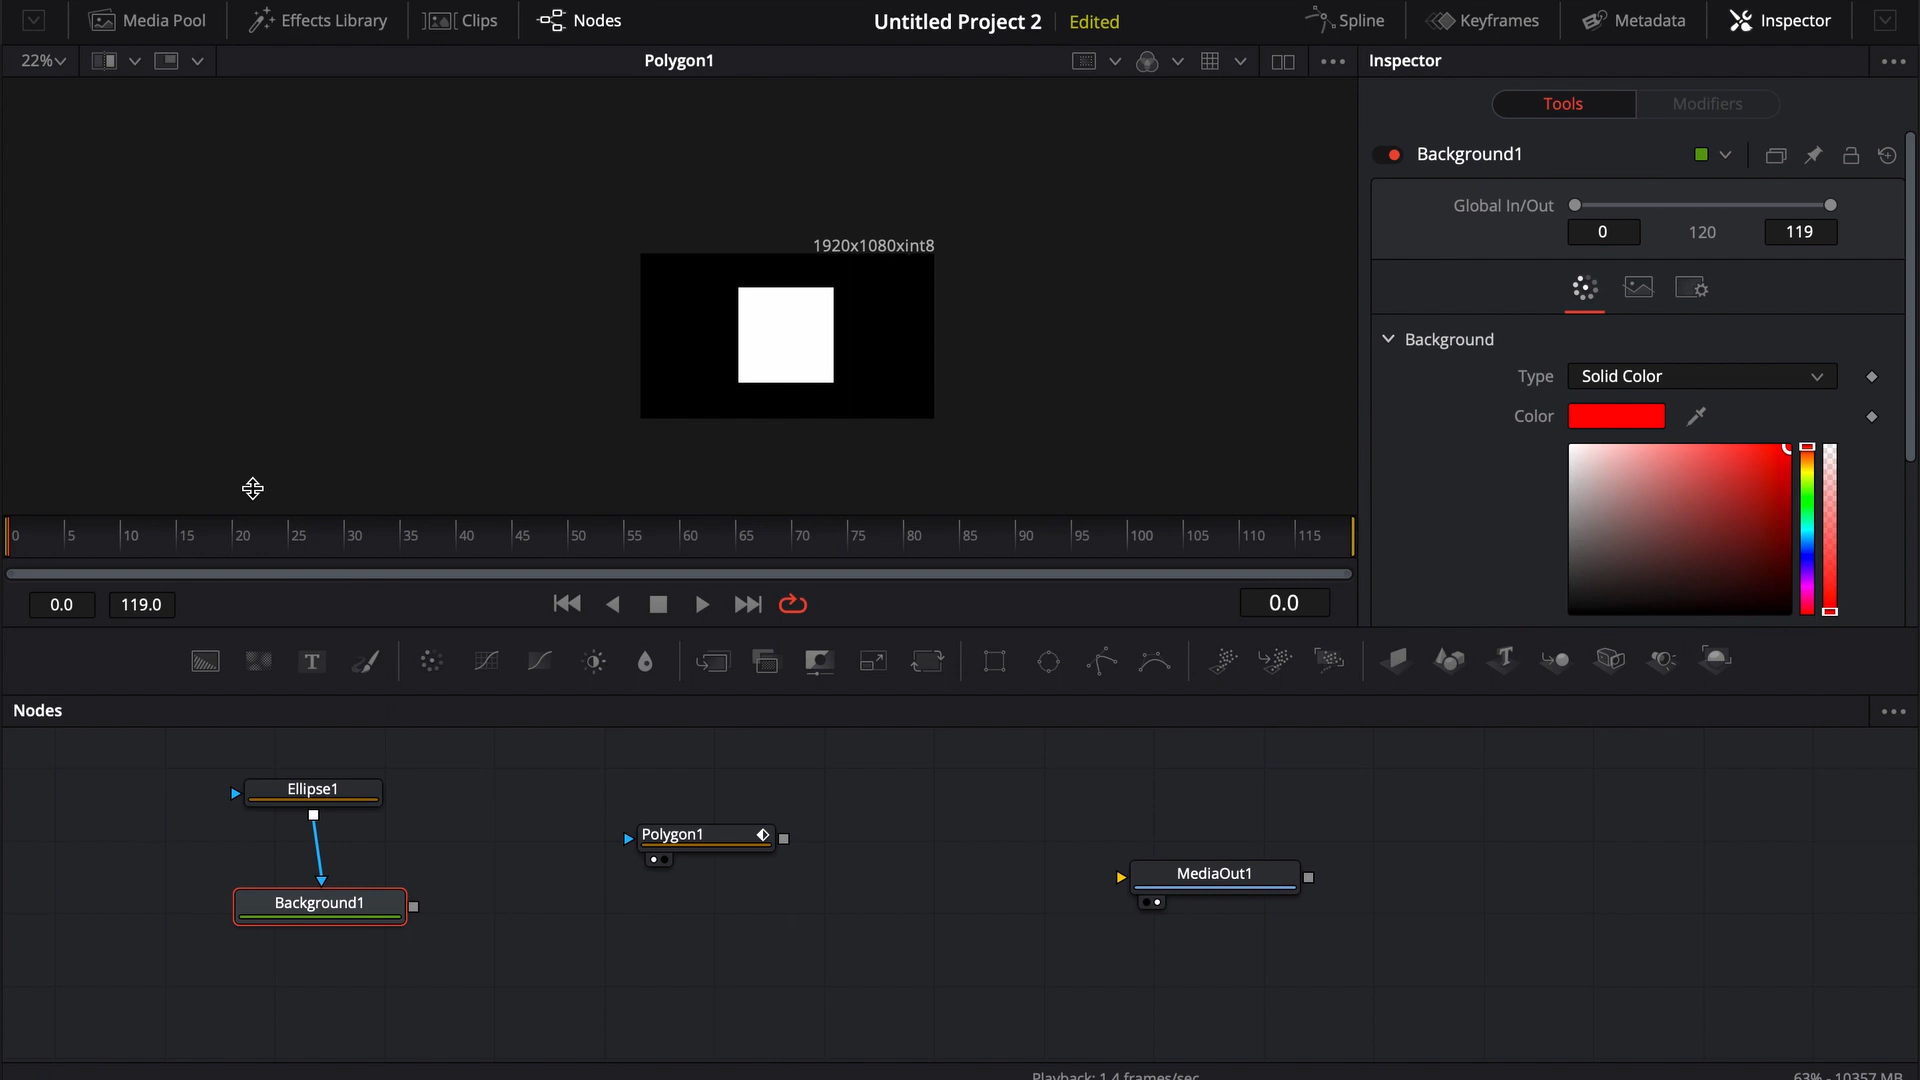 Media Pool Effects Library Clips Nodes Untitled Project 2 Edited Spline Keyframes Metadata Inspector
22% Polygon1 Inspector
Tools Modifiers
Background1
Global In/Out
0 120 119
1920x1080xint8
Background
Type Solid Color
Color
0 5 10 15 20 25 30 35 40 45 50 55 60 65 70 75 80 85 90 95 100 105 110 115
0.0 119.0 0.0
T
Nodes
Ellipse1
Polygon1
MediaOut1
Background1
Playback: 1.4 frames/sec 63% - 10357 MB